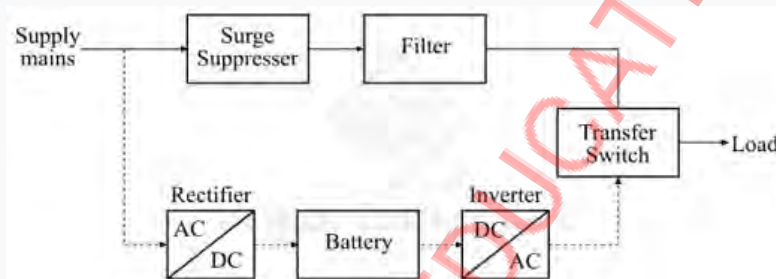 Supply
mains
Surge
Suppresser
Filter
Transfer
Switch
Load
Rectifier
AC
DC
Battery
Inverter
DC
AC